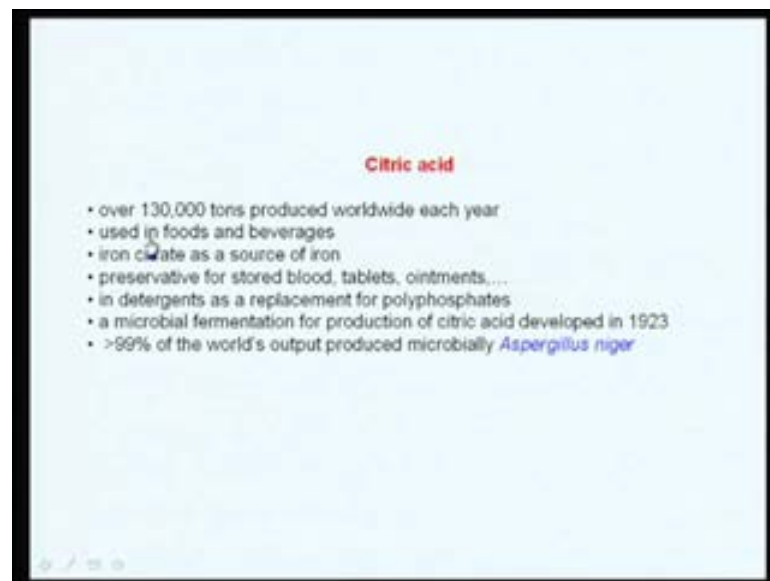 Citric acid
• over 130,000 tons produced worldwide each year
• used in foods and beverages
• iron citrate as a source of iron
• preservative for stored blood, tablets, ointments,...
• in detergents as a replacement for polyphosphates
• a microbial fermentation for production of citric acid developed in 1923
• >99% of the world's output produced microbially Aspergillus niger